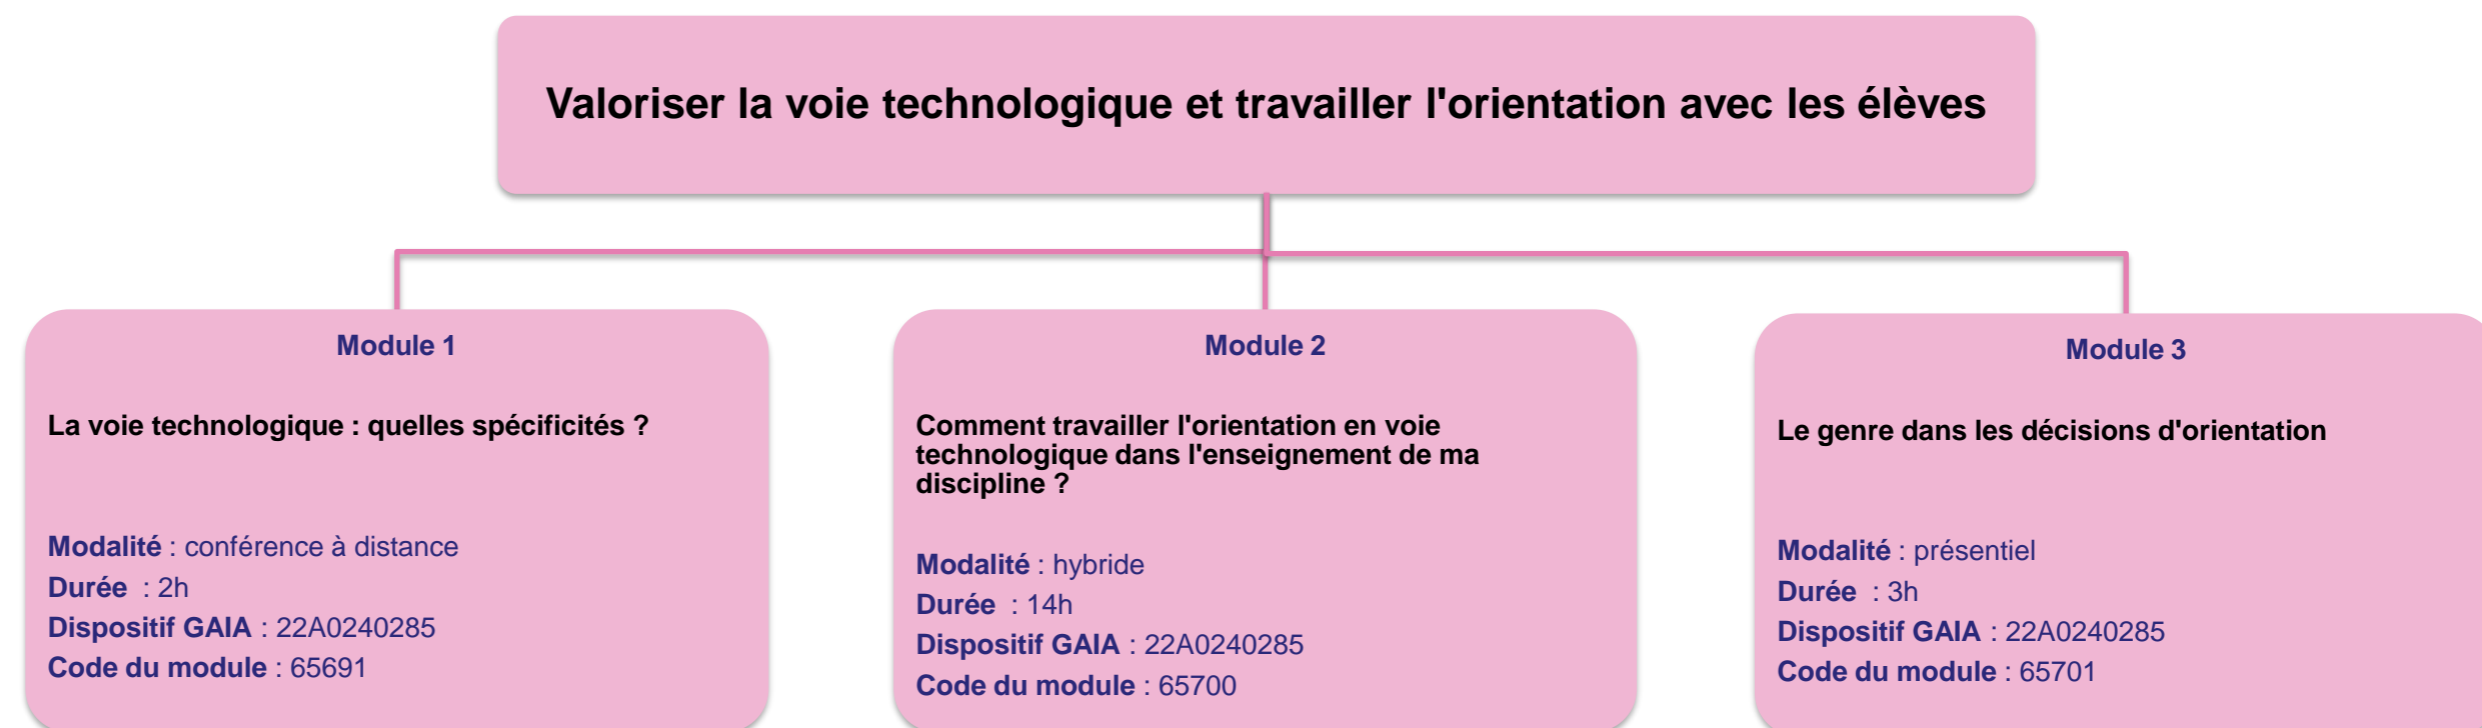 Valoriser la voie technologique et travailler l'orientation avec les élèves
Module 1
La voie technologique : quelles spécificités ?
Modalité : conférence à distance
Durée  : 2h
Dispositif GAIA : 22A0240285
Code du module : 65691
Module 2
Comment travailler l'orientation en voie
technologique dans l'enseignement de ma
discipline ?
Modalité : hybride
Durée  : 14h
Dispositif GAIA : 22A0240285
Code du module : 65700
Module 3
Le genre dans les décisions d'orientation
Modalité : présentiel
Durée  : 3h
Dispositif GAIA : 22A0240285
Code du module : 65701